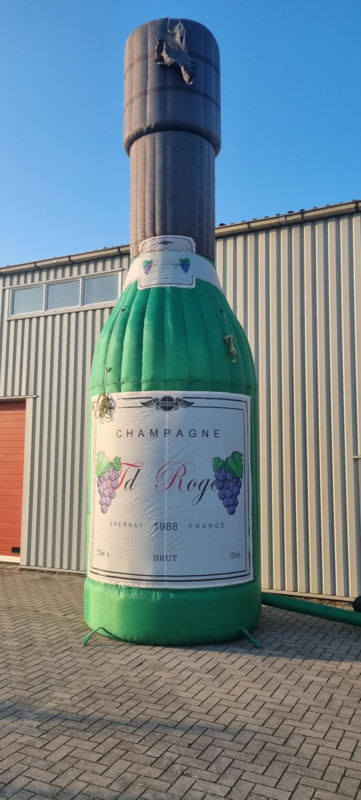 CHAMPAGNE
Td Roger
EPERNAY 1988 FRANCE
BRUT